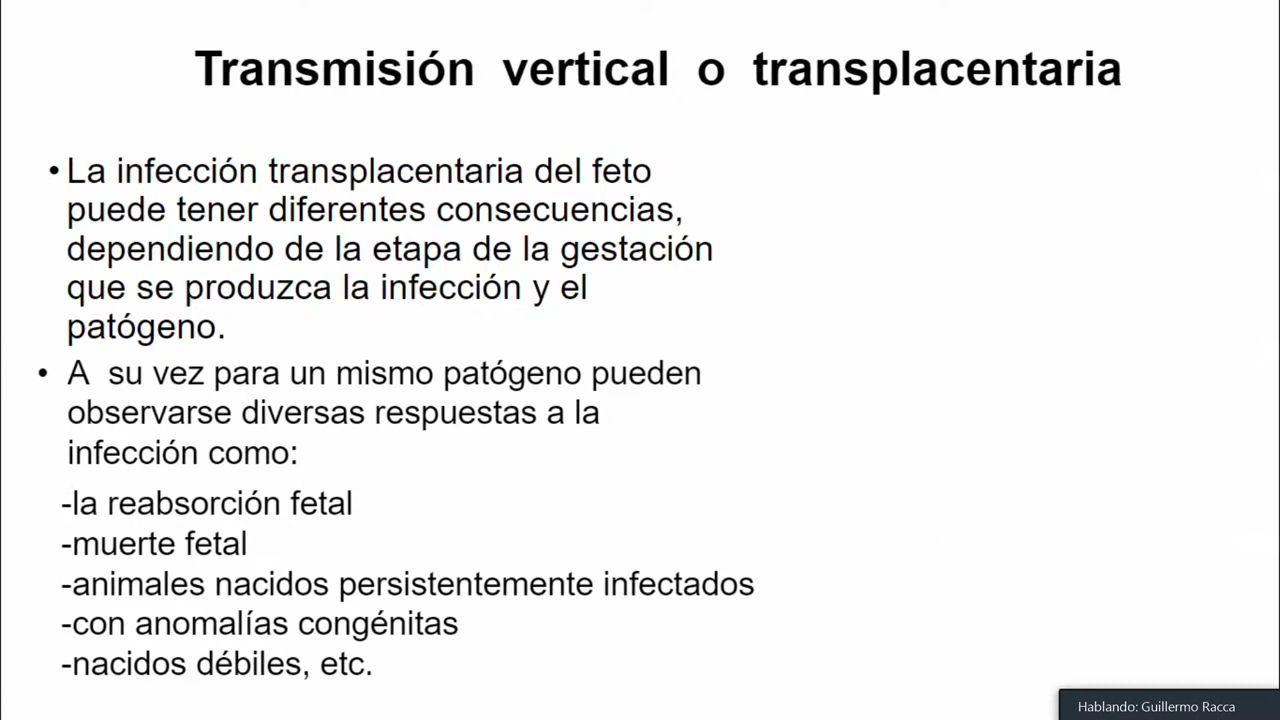 Transmisión vertical o transplacentaria
• La infección transplacentaria del feto
puede tener diferentes consecuencias,
dependiendo de la etapa de la gestación
que se produzca la infección y el
patógeno.
• A su vez para un mismo patógeno pueden
observarse diversas respuestas a la
infección como:
-la reabsorción fetal
-muerte fetal
-animales nacidos persistentemente infectados
-con anomalías congénitas
-nacidos débiles, etc.
Hablando: Guillermo Racca